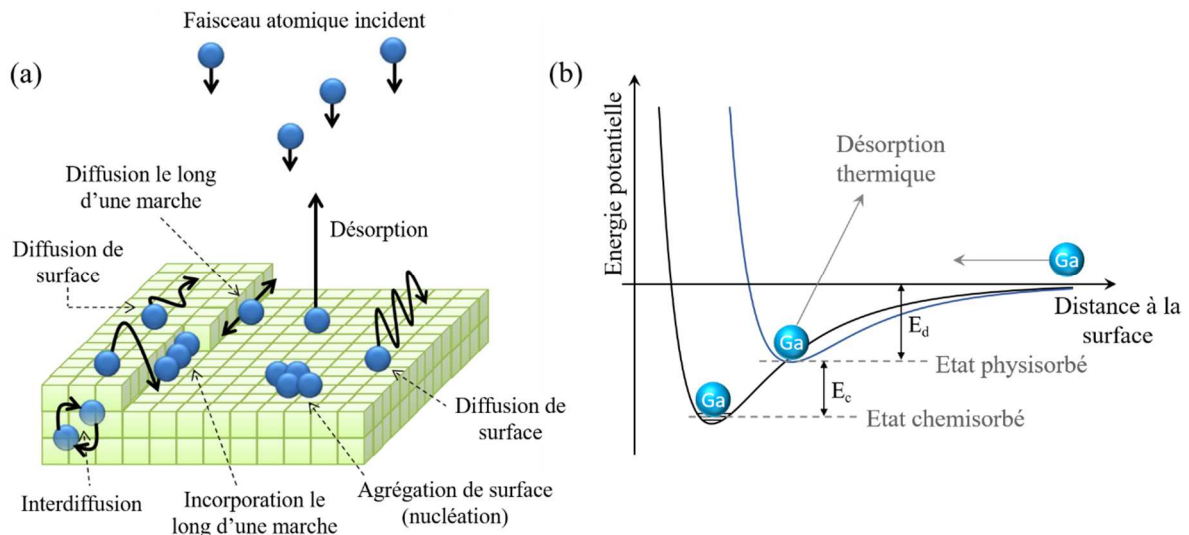 Faisceau atomique incident
(a)
Diffusion le long
d'une marche
Désorption
Diffusion de
surface
Diffusion de
surface
Interdiffusion
Incorporation le
long d'une marche
Agrégation de surface
(nucléation)
(b)
Energie potentielle
Désorption
thermique
Ga
Distance à la
surface
E_d
Ga
Etat physisorbé
E_c
Ga
Etat chemisorbé